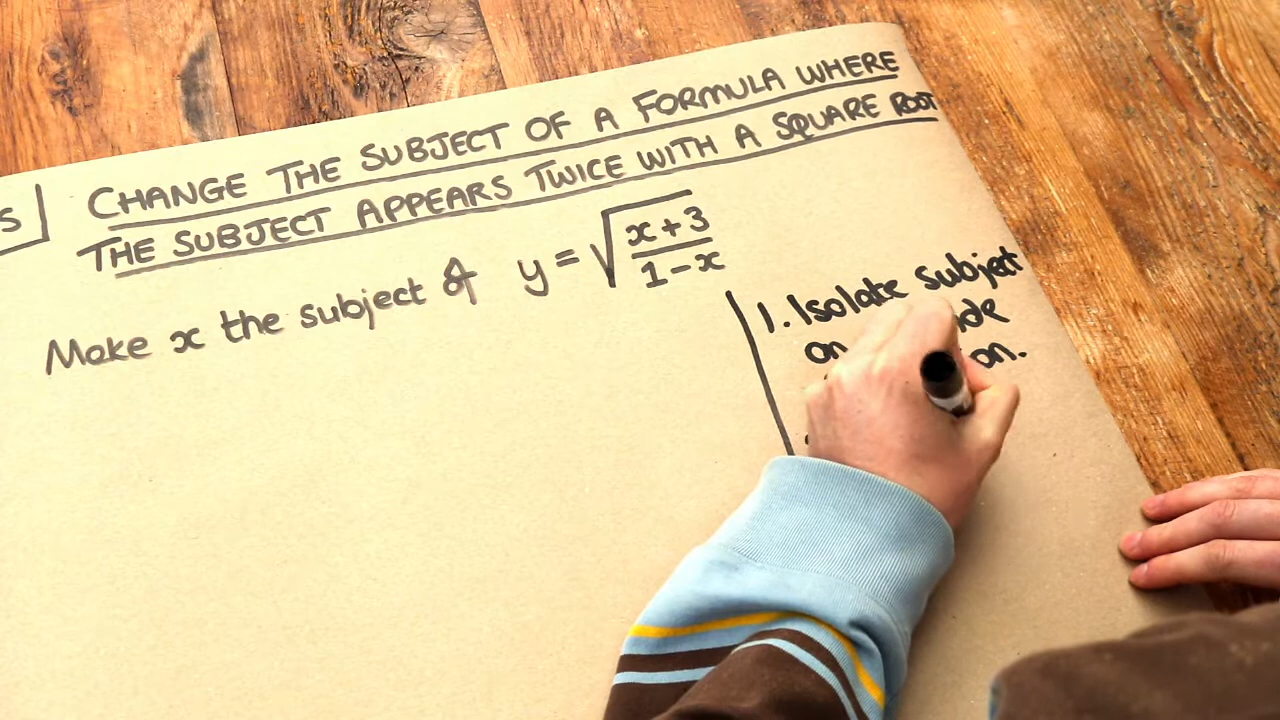 S
CHANGE THE SUBJECT OF A FORMULA WHERE
THE SUBJECT APPEARS TWICE WITH A SQUARE ROOT
Make x the subject of y = √((x+3)/(1-x))
1. Isolate subject
on